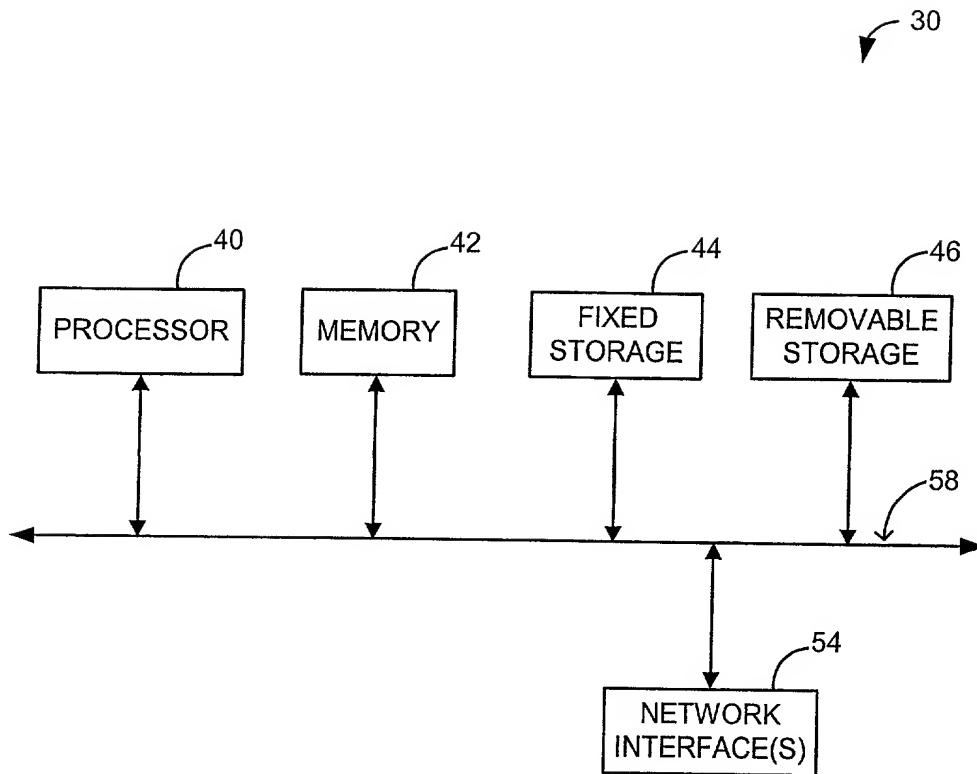 30
40
42
44
46
PROCESSOR
MEMORY
FIXED
STORAGE
REMOVABLE
STORAGE
58
54
NETWORK
INTERFACE(S)